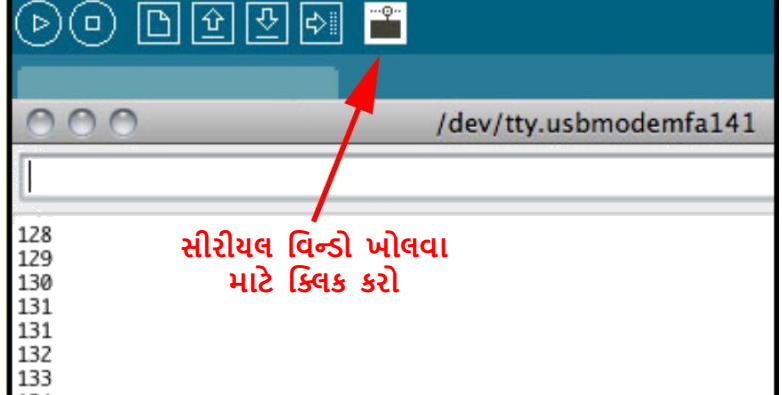 /dev/tty.usbmodemfa141
128
129
130
131
131
132
133
સીરીયલ વિન્ડો ખોલવા
માટે ક્લિક કરો